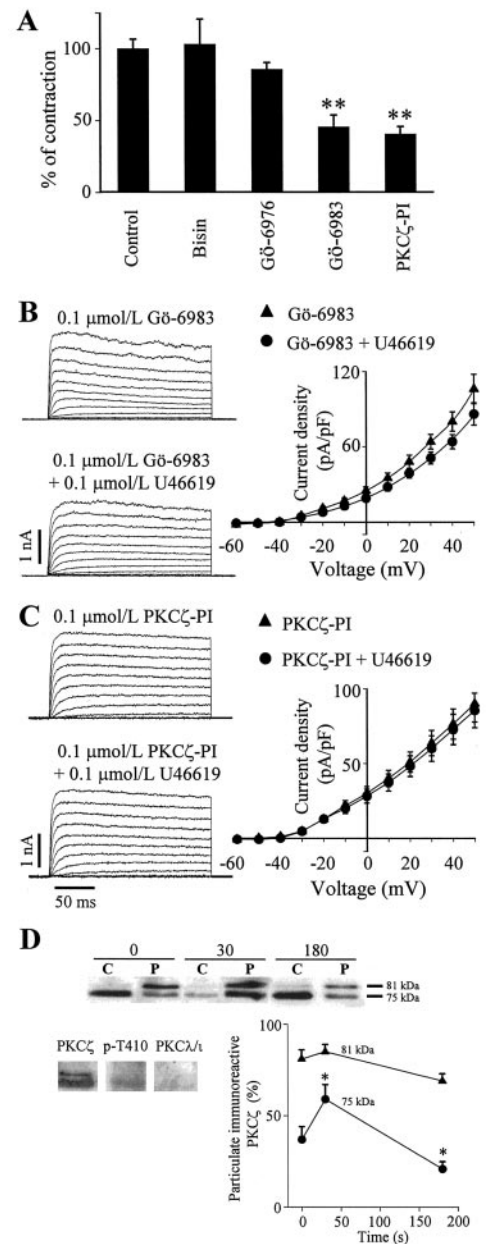 A
% of contraction
100
50
0
Control
Bisin
Gö-6976
Gö-6983
PKCζ-PI
**
**
B
0.1 μmol/L Gö-6983
0.1 μmol/L Gö-6983
+ 0.1 μmol/L U46619
1 nA
Gö-6983
Gö-6983 + U46619
Current density
(pA/pF)
120
60
-60
-40
-20
0
20
40
Voltage (mV)
C
0.1 μmol/L PKCζ-PI
0.1 μmol/L PKCζ-PI
+ 0.1 μmol/L U46619
1 nA
50 ms
PKCζ-PI
PKCζ-PI + U46619
Current density
(pA/pF)
100
50
-60
-40
-20
0
20
40
Voltage (mV)
D
0 30 180
C P C P C P
81 kDa
75 kDa
PKCζ p-T410 PKCλ/ι
Particulate immunoreactive
PKCζ (%)
100
50
0
81 kDa
75 kDa
*
*
0 50 100 150 200
Time (s)